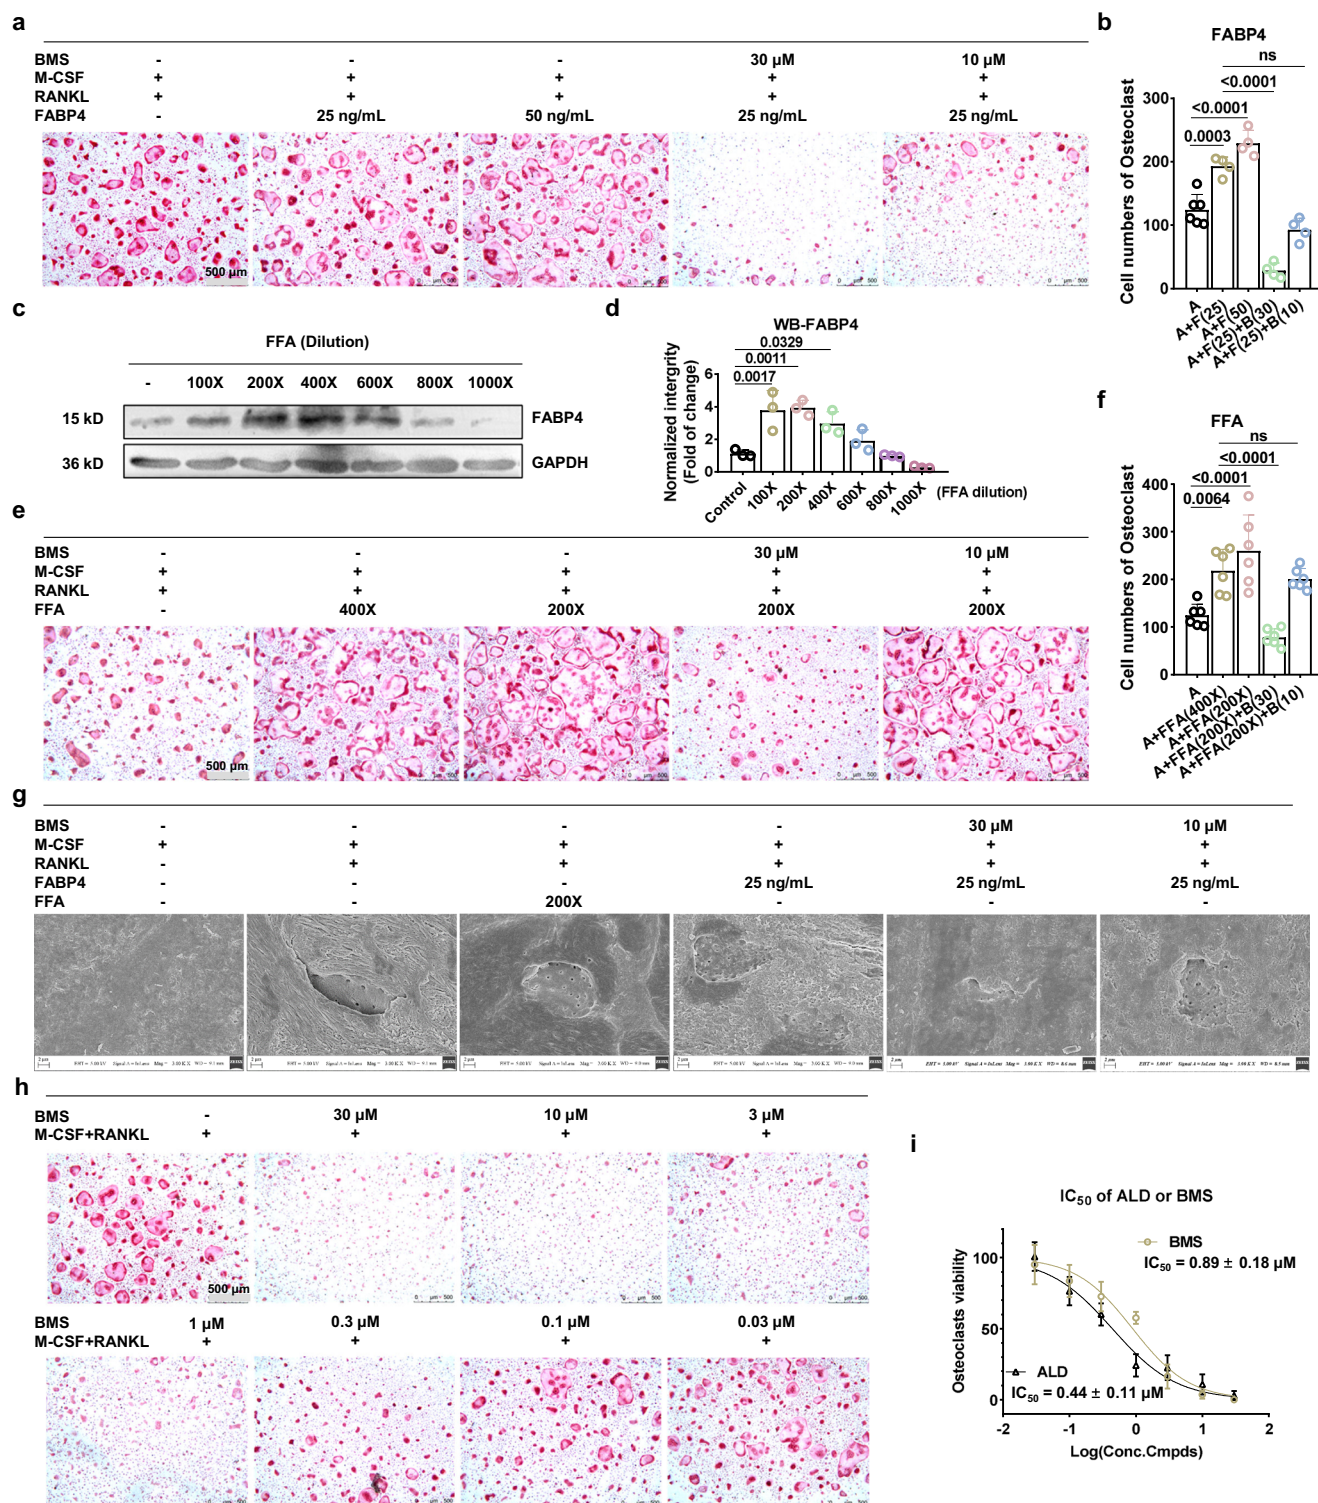 a
BMS - - - 30 μM 10 μM
M-CSF + + + + +
RANKL + + + + +
FABP4 - 25 ng/mL 50 ng/mL 25 ng/mL 25 ng/mL
500 μm
b
FABP4
ns
<0.0001
<0.0001
0.0003
Cell numbers of Osteoclast
300
200
100
0
A
A+F(25)
A+F(50)
A+F(25)+B(30)
A+F(25)+B(10)
c
FFA (Dilution)
- 100X 200X 400X 600X 800X 1000X
15 kD FABP4
36 kD GAPDH
d
WB-FABP4
0.0329
0.0011
0.0017
Normalized intergrity
(Fold of change)
6
4
2
0
Control
100X
200X
400X
600X
800X
1000X
(FFA dilution)
e
BMS - - - 30 μM 10 μM
M-CSF + + + + +
RANKL + + + + +
FFA - 400X 200X 200X 200X
500 μm
f
FFA
ns
<0.0001
<0.0001
0.0064
Cell numbers of Osteoclast
400
300
200
100
0
A
A+FFA(400X)
A+FFA(200X)
A+FFA(200X)+B(30)
A+FFA(200X)+B(10)
g
BMS - - - - 30 μM 10 μM
M-CSF + + + + + +
RANKL - + + + + +
FABP4 - - - 25 ng/mL 25 ng/mL 25 ng/mL
FFA - - 200X - - -
h
BMS - 30 μM 10 μM 3 μM
M-CSF+RANKL + + + +
500 μm
BMS 1 μM 0.3 μM 0.1 μM 0.03 μM
M-CSF+RANKL + + + +
i
IC50 of ALD or BMS
BMS
IC50 = 0.89 ± 0.18 μM
ALD
IC50 = 0.44 ± 0.11 μM
Osteoclasts viability
100
50
0
-2 -1 0 1 2
Log(Conc.Cmpds)